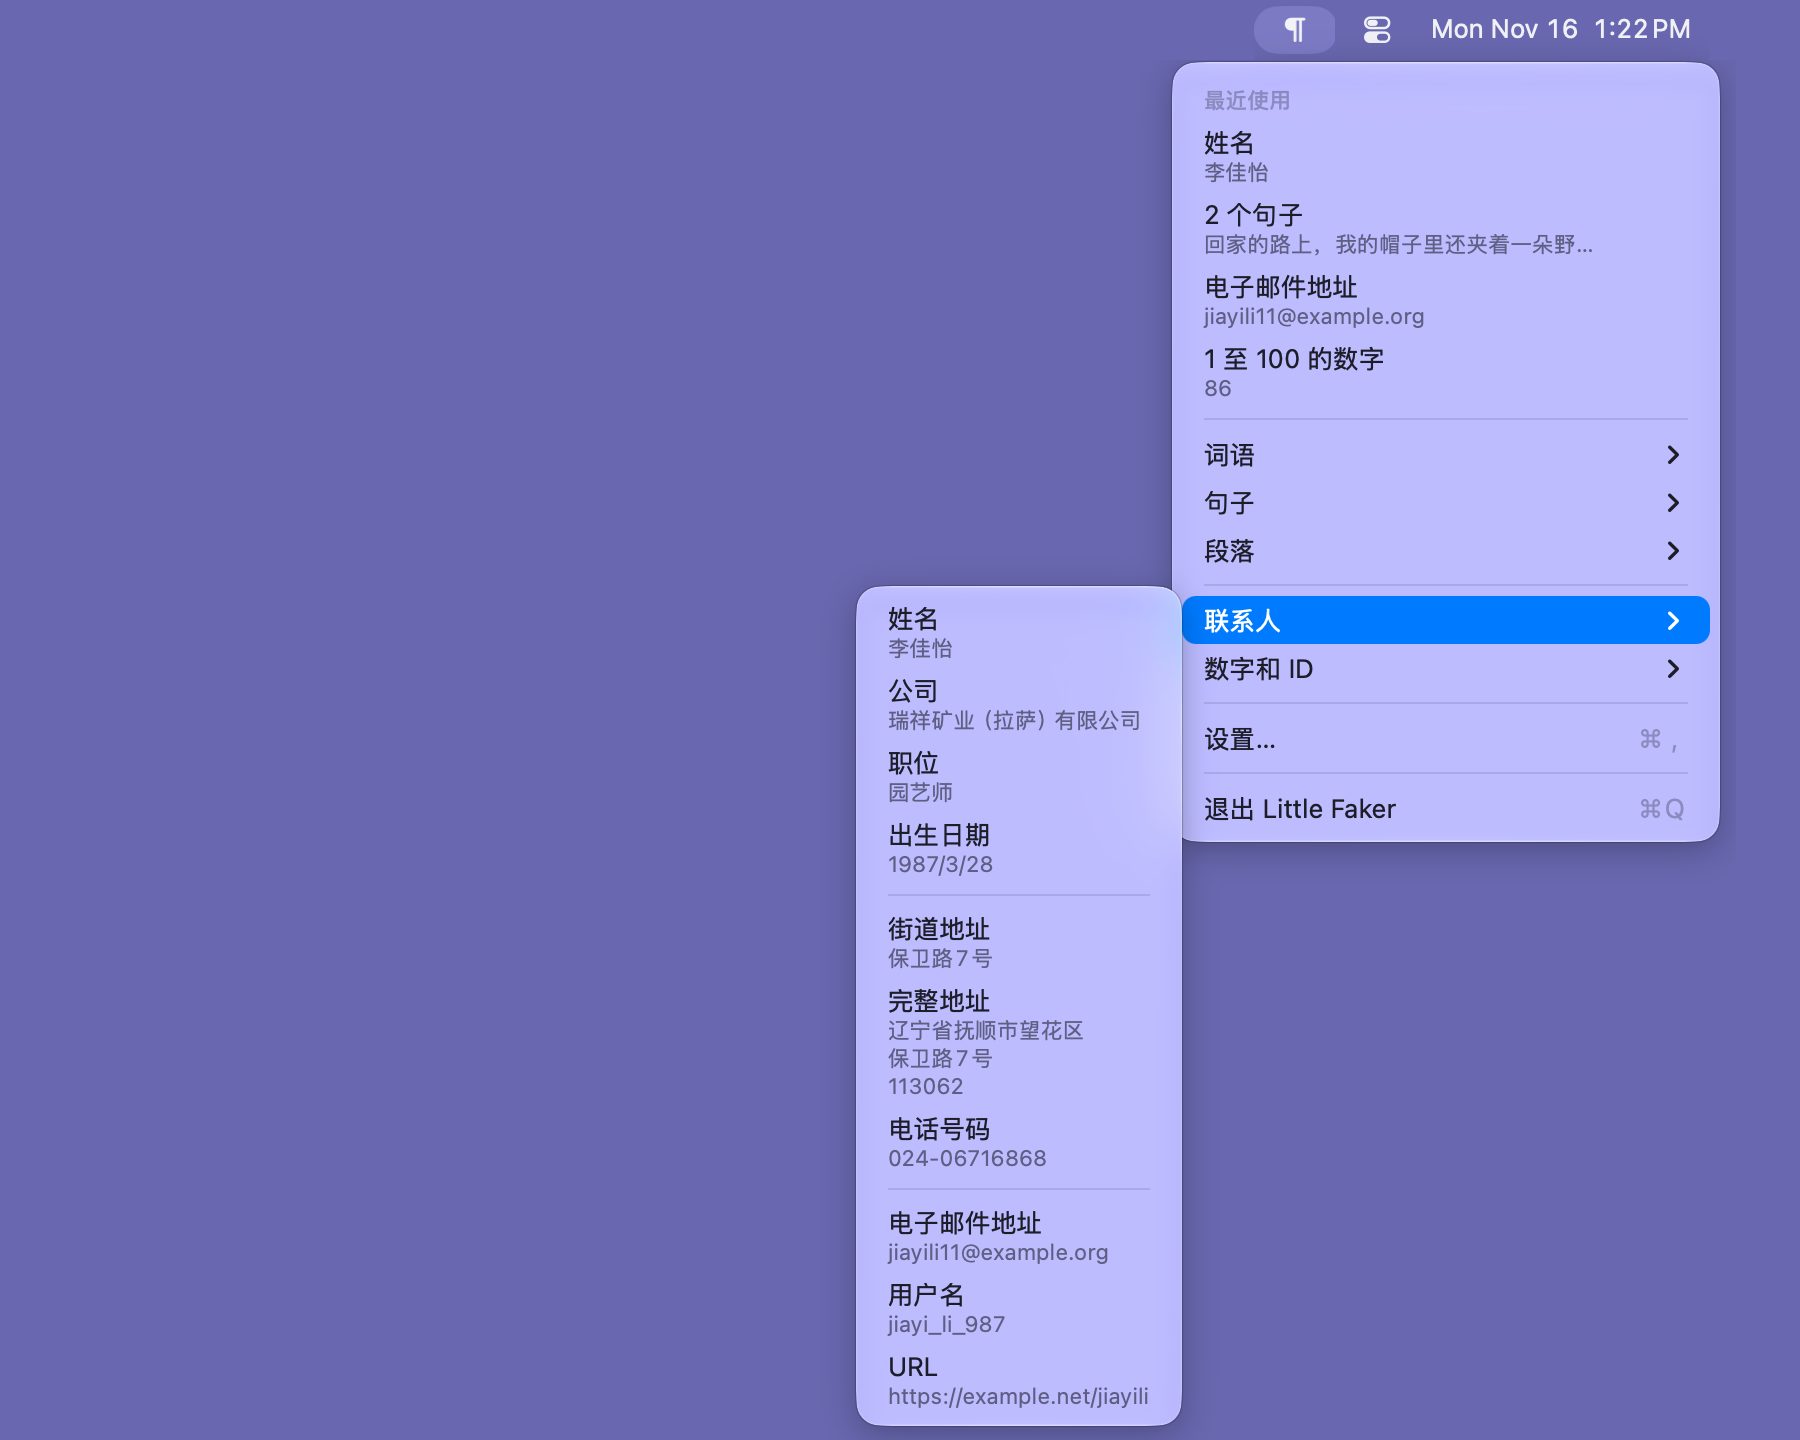 Mon Nov 16 1:22 PM
最近使用
姓名
李佳怡
2 个句子
回家的路上，我的帽子里还夹着一朵野…
电子邮件地址
jiayili11@example.org
1 至 100 的数字
86
词语
句子
段落
联系人
数字和 ID
设置…
⌘ ,
退出 Little Faker
⌘Q
姓名
李佳怡
公司
瑞祥矿业（拉萨）有限公司
职位
园艺师
出生日期
1987/3/28
街道地址
保卫路7号
完整地址
辽宁省抚顺市望花区
保卫路7号
113062
电话号码
024-06716868
电子邮件地址
jiayili11@example.org
用户名
jiayi_li_987
URL
https://example.net/jiayili